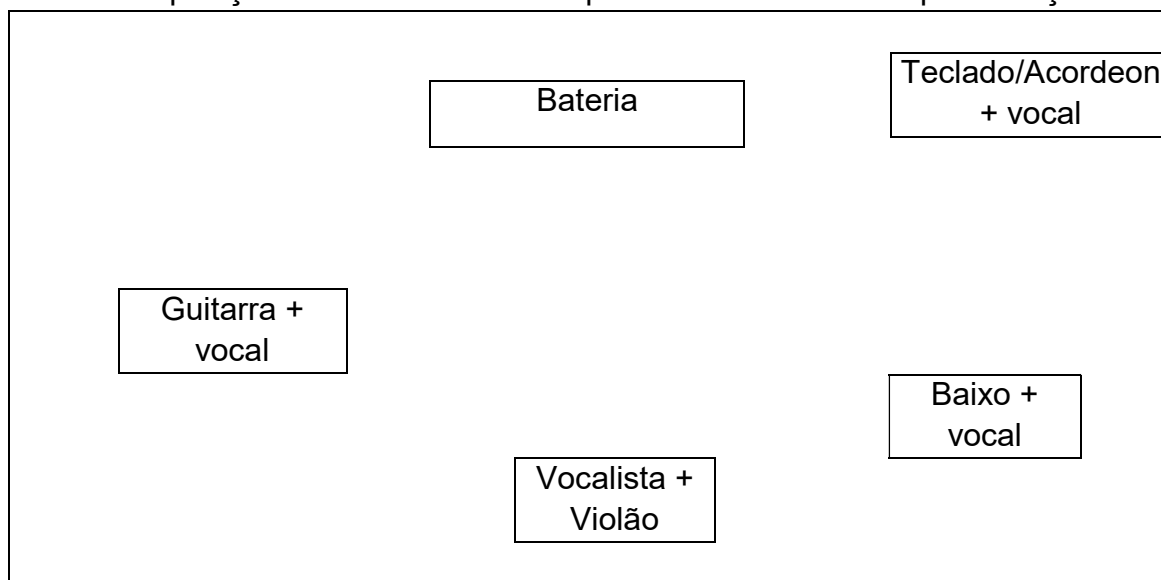 Bateria
Teclado/Acordeon
+ vocal
Guitarra +
vocal
Baixo +
vocal
Vocalista +
Violão